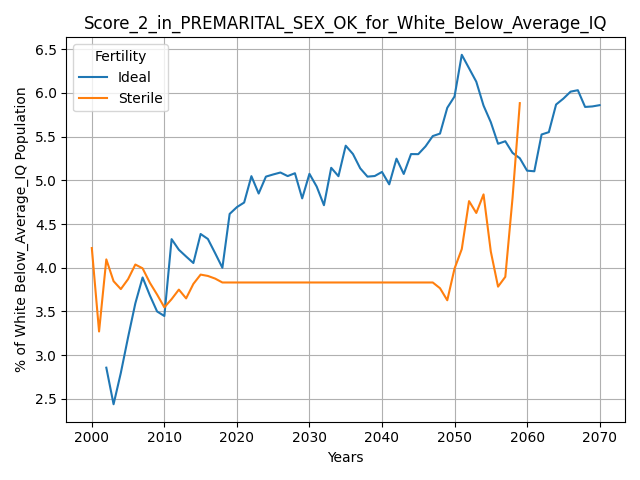 Score_2_in_PREMARITAL_SEX_OK_for_White_Below_Average_IQ
Fertility
Ideal
Sterile
% of White Below_Average_IQ Population
6.5
6.0
5.5
5.0
4.5
4.0
3.5
3.0
2.5
2000 2010 2020 2030 2040 2050 2060 2070
Years